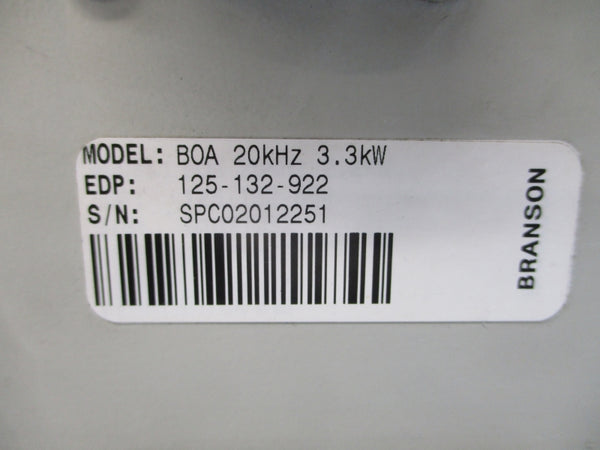 MODEL: BOA 20kHz 3.3kW
EDP: 125-132-922
S/N: SPC02012251
BRANSON